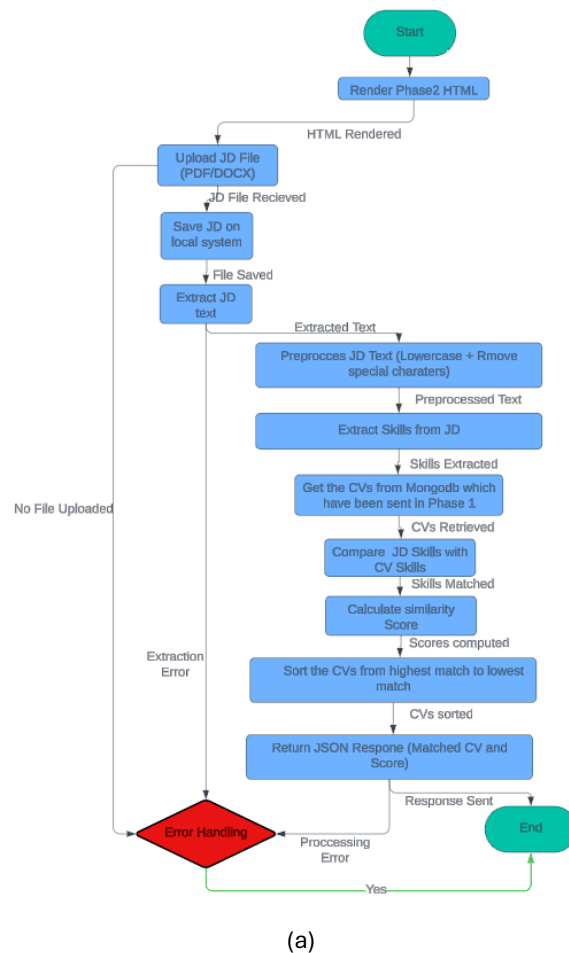 Start
Render Phase2 HTML
HTML Rendered
Upload JD File
(PDF/DOCX)
JD File Recieved
Save JD on
local system
File Saved
Extract JD
text
Extracted Text
Preprocces JD Text (Lowercase + Rmove
special charaters)
Preprocessed Text
Extract Skills from JD
Skills Extracted
No File Uploaded
Get the CVs from Mongodb which
have been sent in Phase 1
CVs Retrieved
Compare JD Skills with
CV Skills
Skills Matched
Calculate similarity
Score
Scores computed
Extraction
Error
Sort the CVs from highest match to lowest
match
CVs sorted
Return JSON Respone (Matched CV and
Score)
Response Sent
Error Handling
Proccessing
Error
End
Yes
(a)